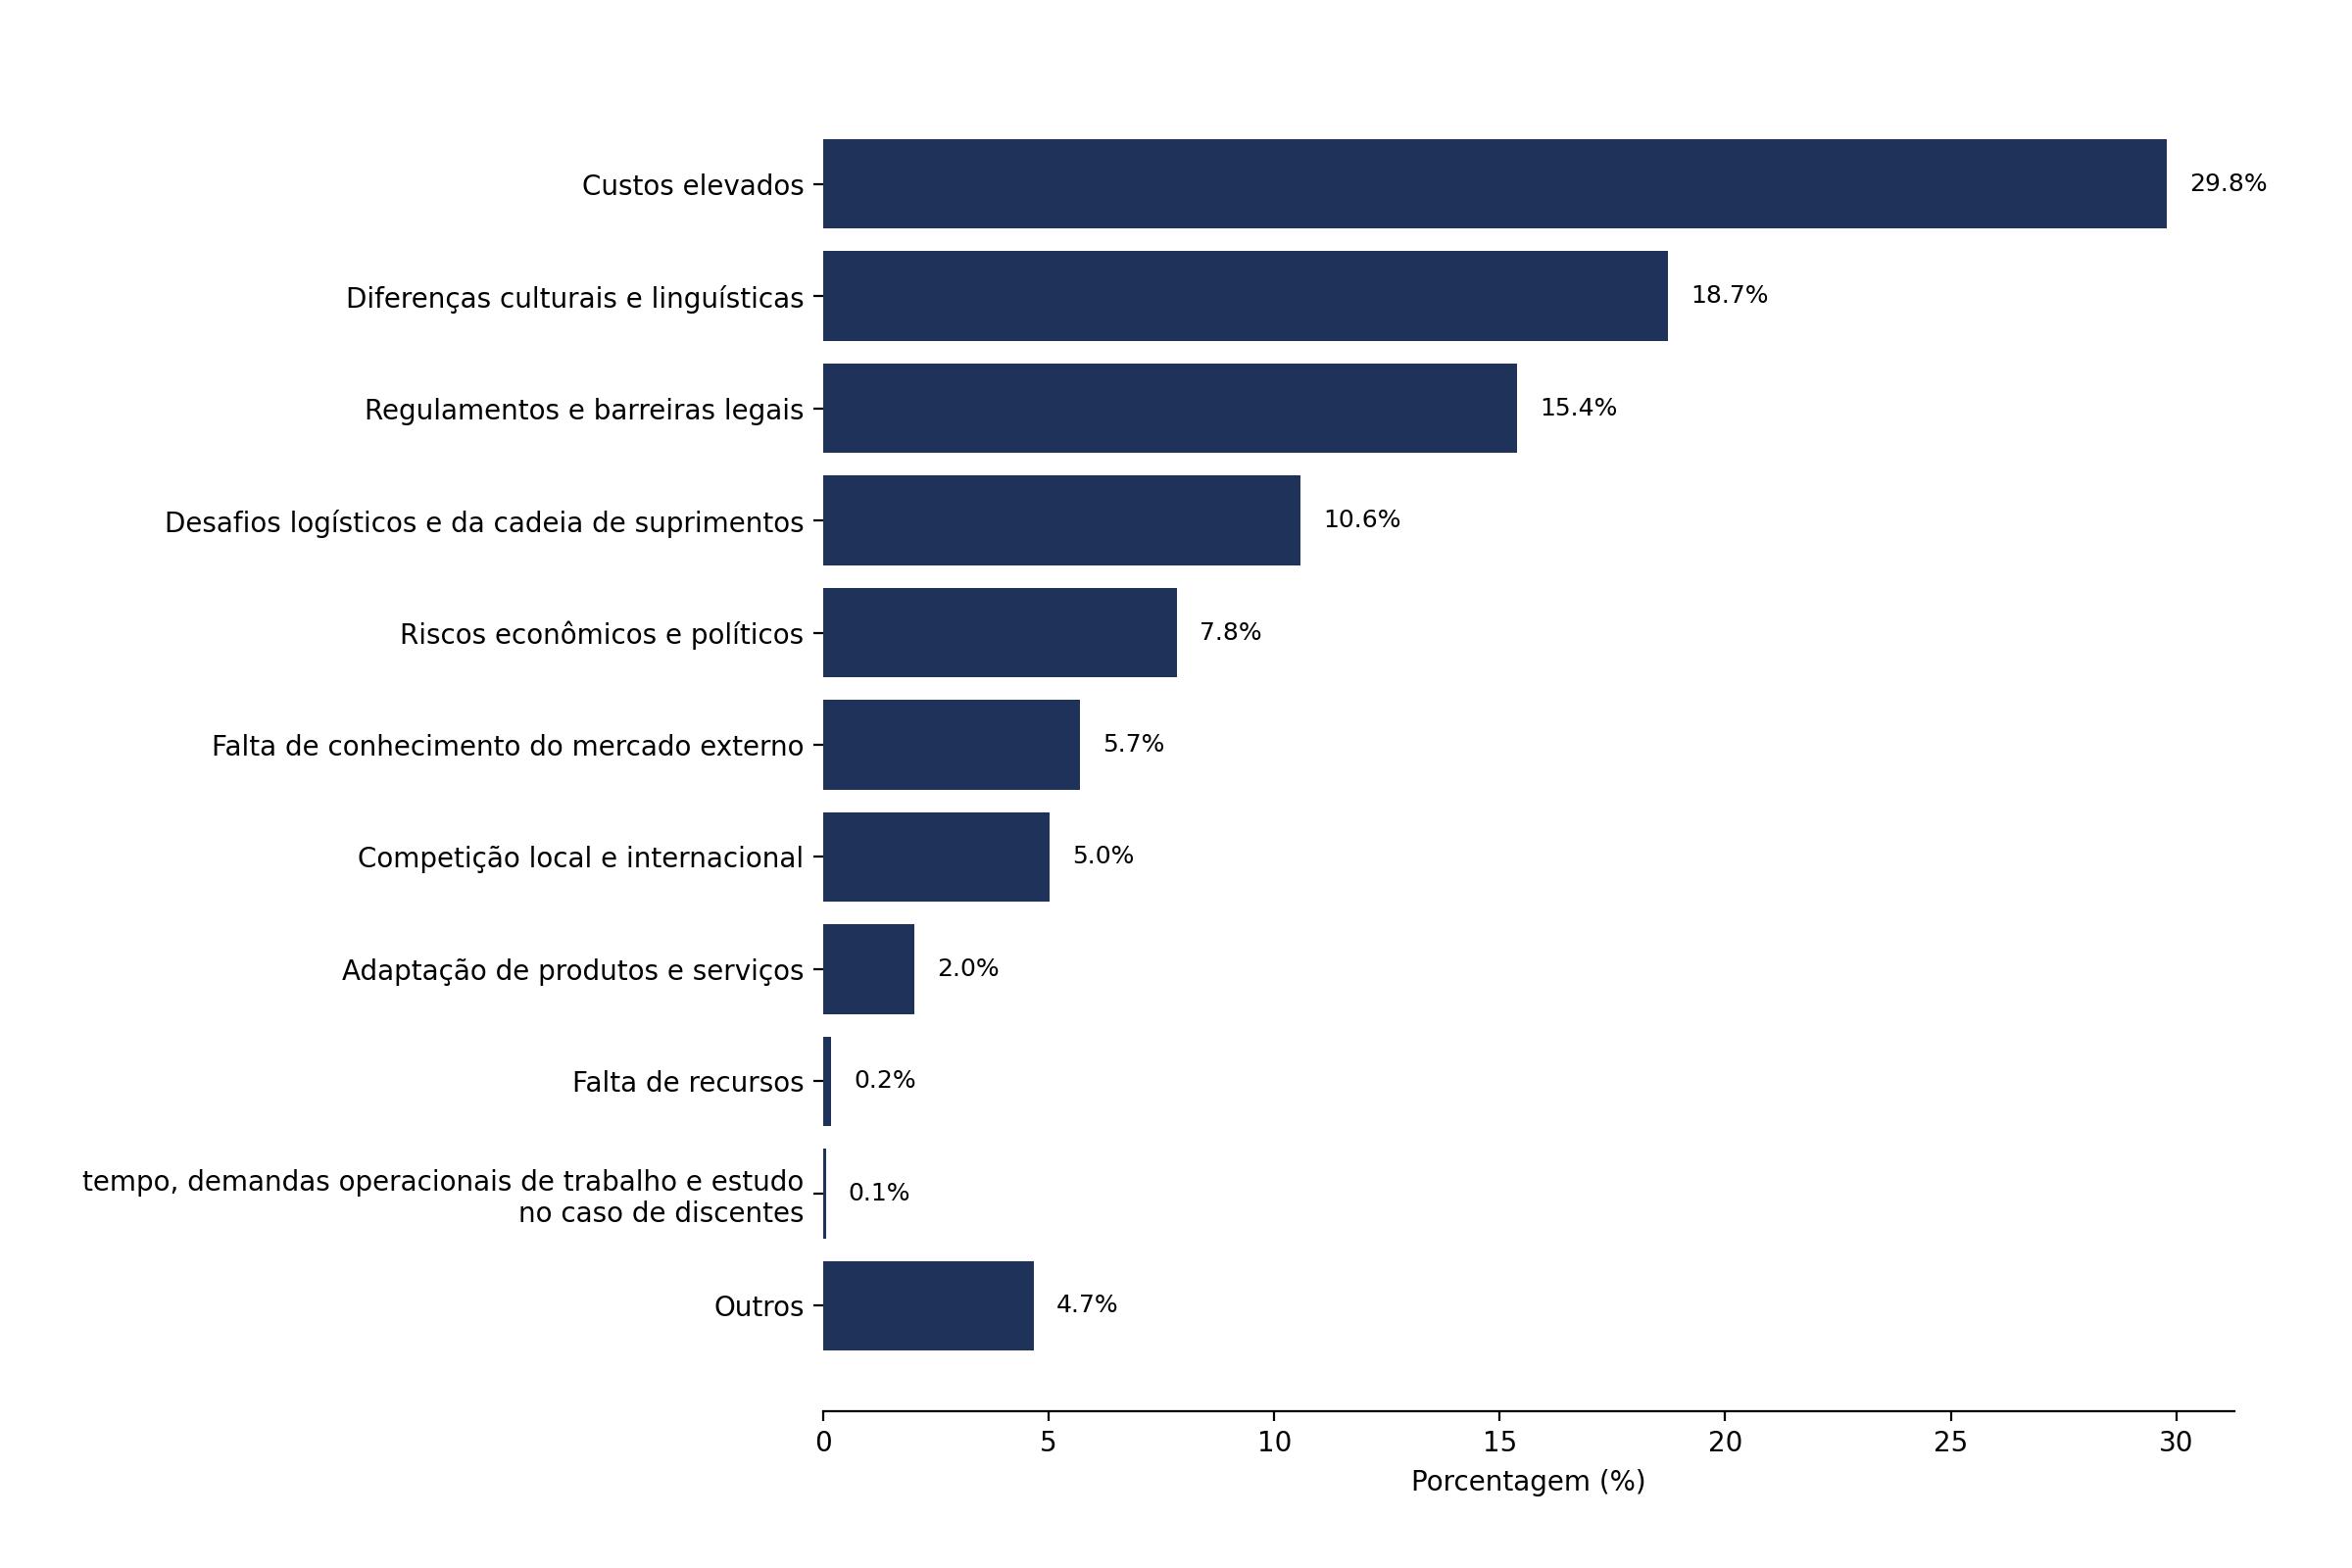 Custos elevados
29.8%
Diferenças culturais e linguísticas
18.7%
Regulamentos e barreiras legais
15.4%
Desafios logísticos e da cadeia de suprimentos
10.6%
Riscos econômicos e políticos
7.8%
Falta de conhecimento do mercado externo
5.7%
Competição local e internacional
5.0%
Adaptação de produtos e serviços
2.0%
Falta de recursos
0.2%
tempo, demandas operacionais de trabalho e estudo
no caso de discentes
0.1%
Outros
4.7%
0 5 10 15 20 25 30
Porcentagem (%)